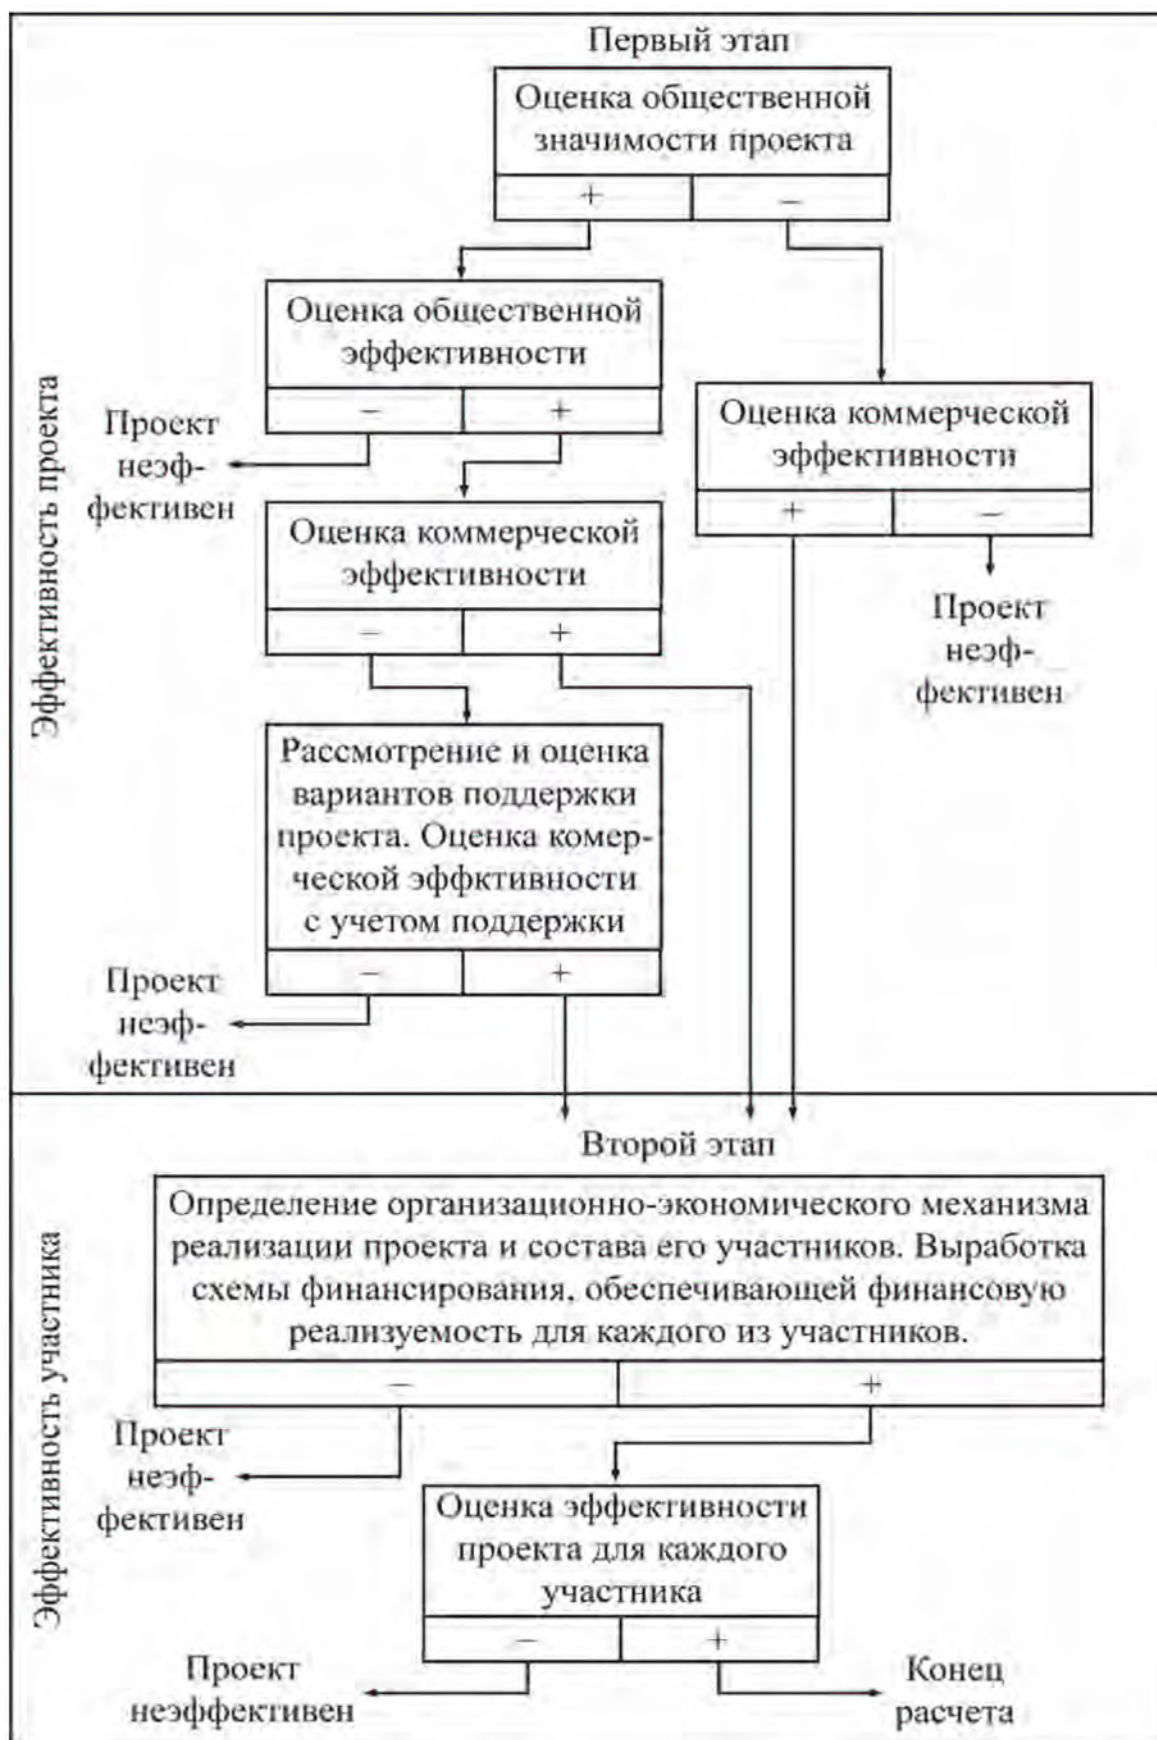 Первый этап
Оценка общественной
значимости проекта
+ –
Оценка общественной
эффективности
– +
Проект
неэф-
фективен
Оценка коммерческой
эффективности
+ –
Проект
неэф-
фективен
Оценка коммерческой
эффективности
– +
Рассмотрение и оценка
вариантов поддержки
проекта. Оценка комер-
ческой эффктивности
с учетом поддержки
– +
Проект
неэф-
фективен
Эффективность проекта
Второй этап
Определение организационно-экономического механизма
реализации проекта и состава его участников. Выработка
схемы финансирования, обеспечивающей финансовую
реализуемость для каждого из участников.
– +
Проект
неэф-
фективен
Оценка эффективности
проекта для каждого
участника
– +
Проект
неэффективен
Конец
расчета
Эффективность участника